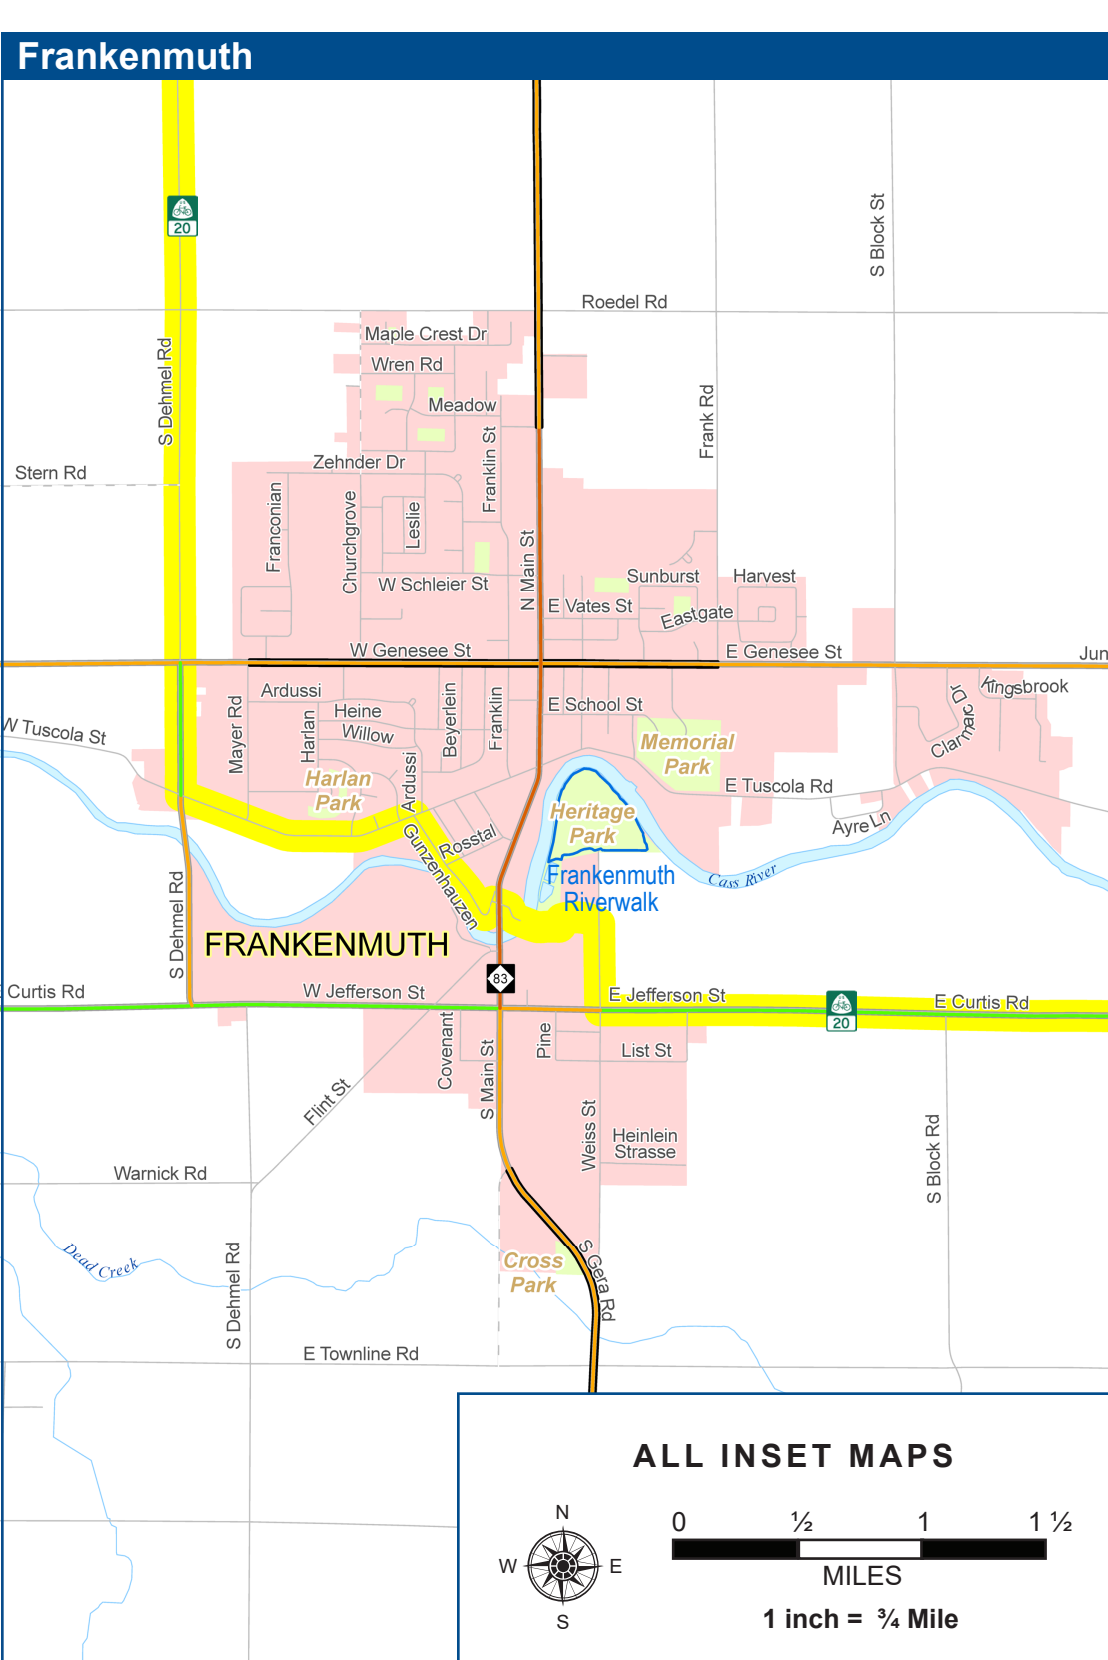 Frankenmuth
20
S Block St
Roedel Rd
Maple Crest Dr
S Dehmel Rd
Wren Rd
Frank Rd
Meadow
Franklin St
Zehnder Dr
Stern Rd
Franconian
Churchgrove
Leslie
N Main St
W Schleier St
Sunburst
Harvest
E Vates St
Eastgate
W Genesee St
E Genesee St
Jun
Ardussi
Kingsbrook
Mayer Rd
Harlan
Heine
Beyerlein
Franklin
E School St
Clarmarc Dr
W Tuscola St
Willow
Memorial
Park
Ardussi
Harlan
Park
E Tuscola Rd
Heritage
Park
Ayre Ln
Gunzenhauzen
Rosstal
Frankenmuth
Riverwalk
Cass River
S Dehmel Rd
FRANKENMUTH
83
E Curtis Rd
W Jefferson St
E Jefferson St
20
E Curtis Rd
Covenant
S Main St
Pine
List St
Flint St
Weiss St
Heinlein
Strasse
S Block Rd
Warnick Rd
Dead Creek
S Dehmel Rd
Cross
Park
S Gera Rd
E Townline Rd
ALL INSET MAPS
N
W
E
S
0 ½ 1 1 ½
MILES
1 inch = ¾ Mile